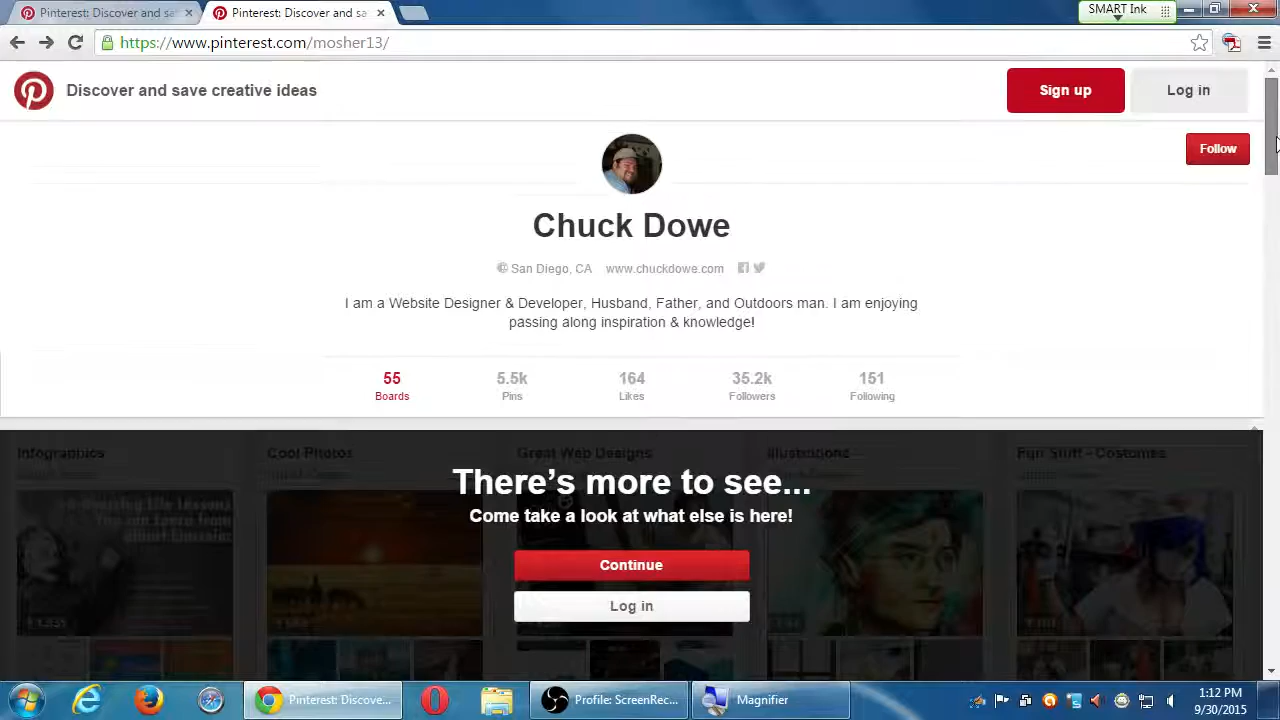 SMART Ink
Pinterest: Discover and sa
Pinterest: Discover and sa
https://www.pinterest.com/mosher13/
Discover and save creative ideas
Sign up
Log in
Follow
Chuck Dowe
San Diego, CA www.chuckdowe.com
I am a Website Designer & Developer, Husband, Father, and Outdoors man. I am enjoying
passing along inspiration & knowledge!
55 5.5k 164 35.2k 151
Boards Pins Likes Followers Following
Infographics Cool Photos Great Web Designs Illustrations Fun Stuff - Costumes
There's more to see...
Come take a look at what else is here!
Continue
Log in
Pinterest: Discove...
Profile: ScreenRec...
Magnifier
1:12 PM
9/30/2015